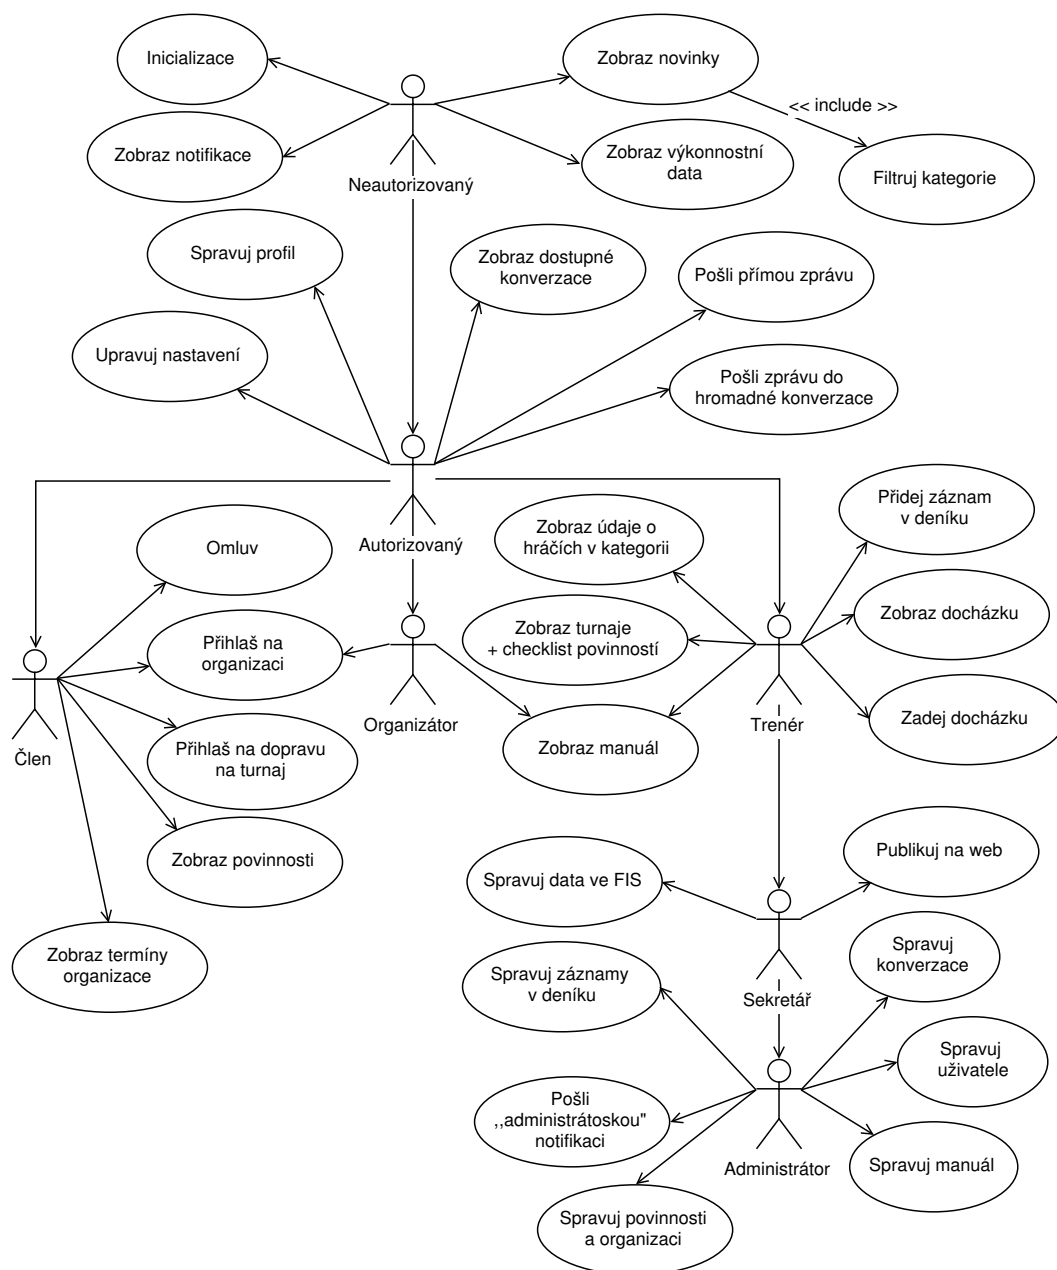 Inicializace
Zobraz novinky
<< include >>
Zobraz notifikace
Zobraz výkonnostní
data
Filtruj kategorie
Neautorizovaný
Spravuj profil
Zobraz dostupné
konverzace
Pošli přímou zprávu
Upravuj nastavení
Pošli zprávu do
hromadné konverzace
Přidej záznam
v deníku
Omluv
Autorizovaný
Zobraz údaje o
hráčích v kategorii
Zobraz docházku
Přihlaš na
organizaci
Zobraz turnaje
+ checklist povinností
Organizátor
Trenér
Zadej docházku
Člen
Přihlaš na dopravu
na turnaj
Zobraz manuál
Zobraz povinnosti
Publikuj na web
Spravuj data ve FIS
Zobraz termíny
organizace
Spravuj záznamy
v deníku
Sekretář
Spravuj
konverzace
Spravuj
uživatele
Pošli
,,administrátoskou"
notifikaci
Administrátor
Spravuj manuál
Spravuj povinnosti
a organizaci